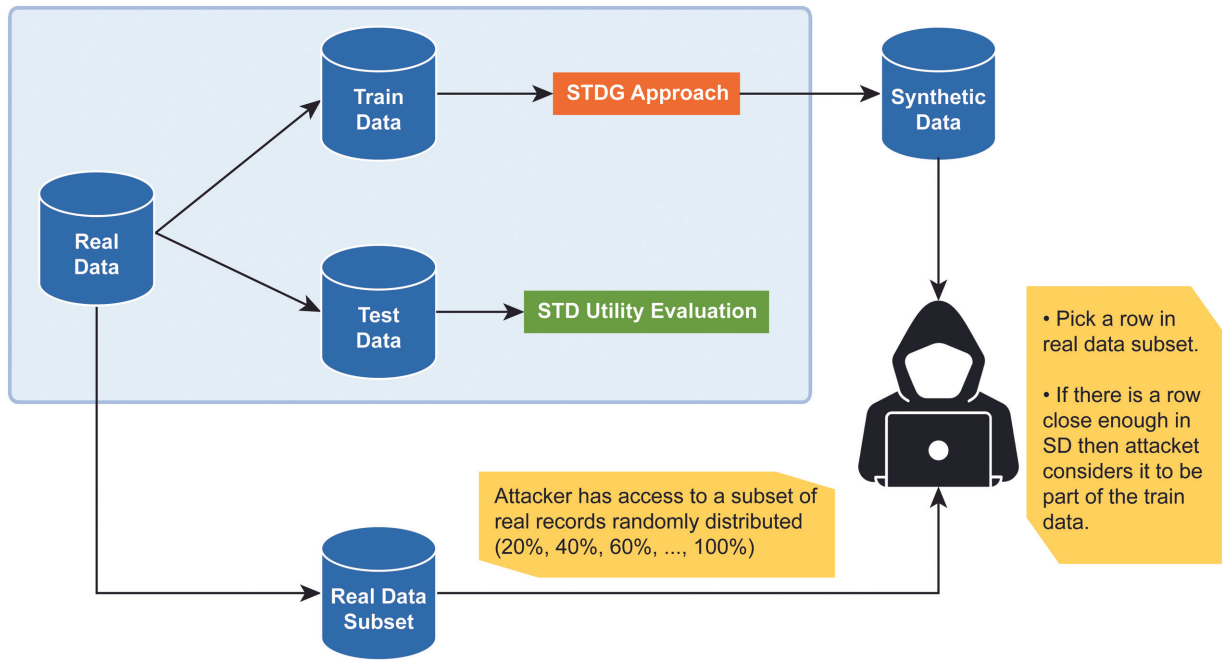 Train
Data
STDG Approach
Synthetic
Data
Real
Data
Test
Data
STD Utility Evaluation
• Pick a row in
real data subset.
• If there is a row
close enough in
SD then attacket
considers it to be
part of the train
data.
Attacker has access to a subset of
real records randomly distributed
(20%, 40%, 60%, ..., 100%)
Real Data
Subset